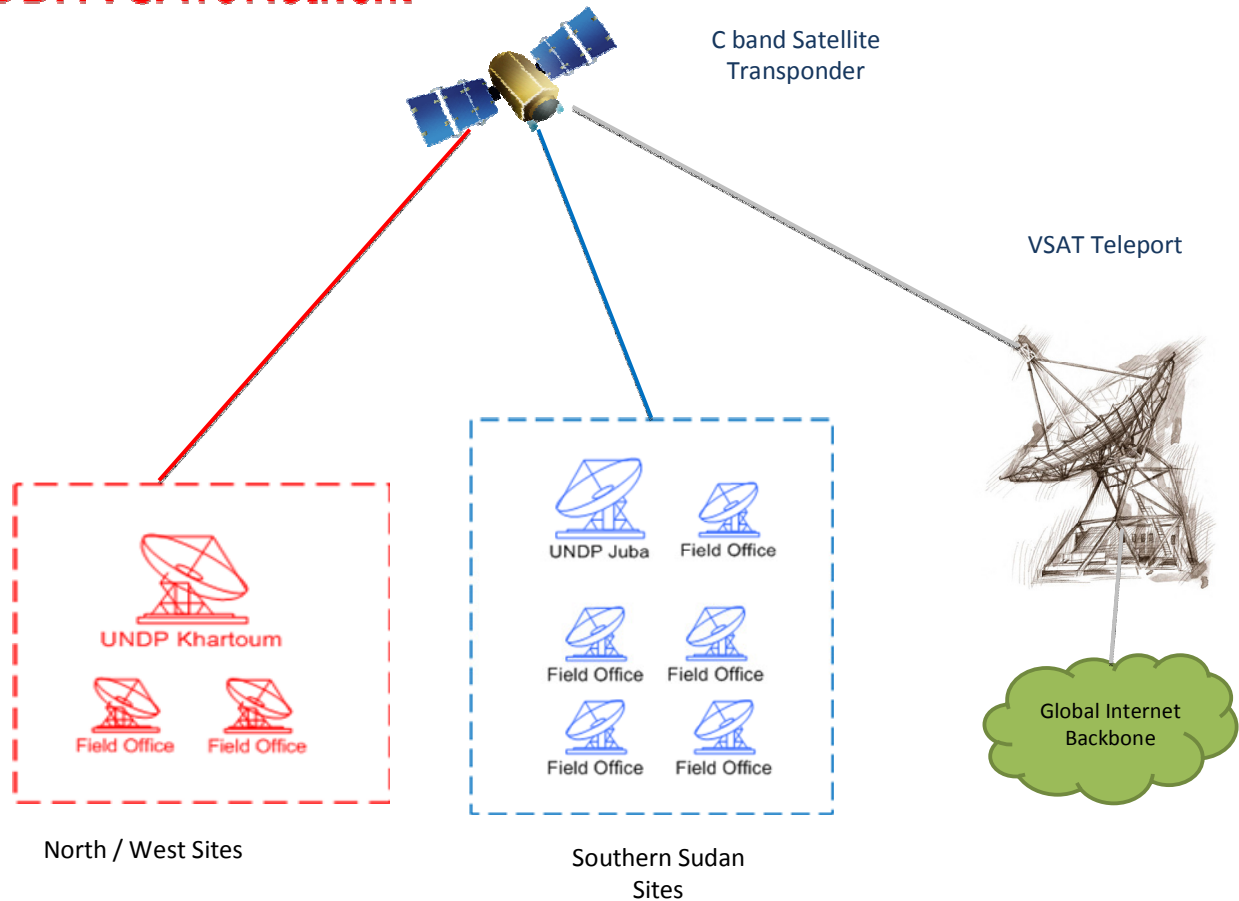 C band Satellite
Transponder
VSAT Teleport
UNDP Khartoum
Field Office
Field Office
UNDP Juba
Field Office
Field Office
Field Office
Field Office
Field Office
Global Internet
Backbone
North / West Sites
Southern Sudan
Sites